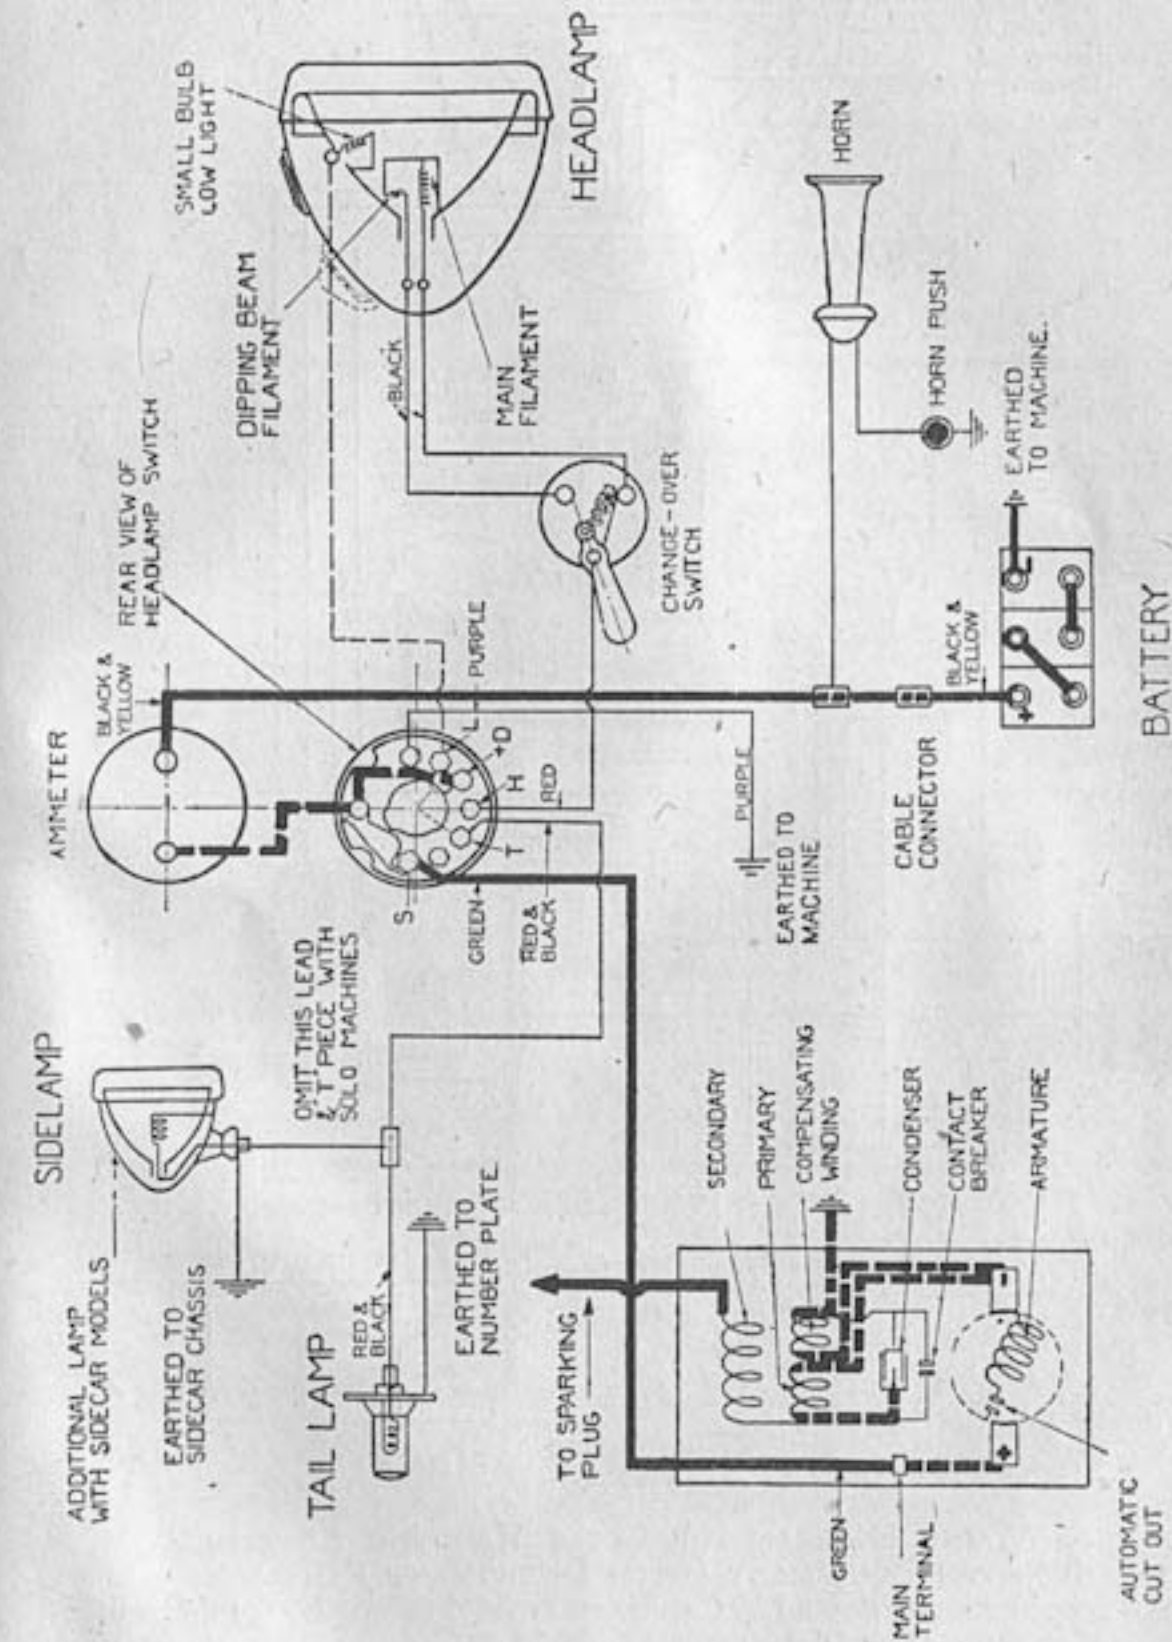 SIDELAMP
ADDITIONAL LAMP
WITH SIDECAR MODELS
EARTHED TO
SIDECAR CHASSIS
AMMETER
BLACK &
YELLOW
REAR VIEW OF
HEADLAMP SWITCH
SMALL BULB
LOW LIGHT
DIPPING BEAM
FILAMENT
HEADLAMP
BLACK
MAIN
FILAMENT
OMIT THIS LEAD
& 'T' PIECE WITH
SOLO MACHINES
S
L
PURPLE
+D
H
T
GREEN
RED &
BLACK
RED
CHANGE-OVER
SWITCH
TAIL LAMP
RED &
BLACK
EARTHED TO
NUMBER PLATE
TO SPARKING
PLUG
PURPLE
EARTHED TO
MACHINE
HORN
HORN PUSH
EARTHED
TO MACHINE.
CABLE
CONNECTOR
BLACK &
YELLOW
+
-
BATTERY
SECONDARY
PRIMARY
COMPENSATING
WINDING
CONDENSER
CONTACT
BREAKER
ARMATURE
-
+
GREEN
MAIN
TERMINAL
AUTOMATIC
CUT OUT